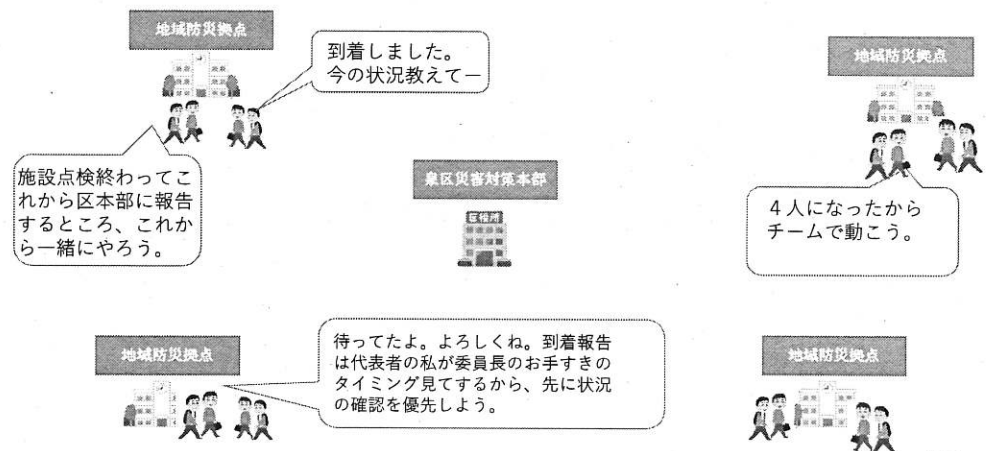 地域防災拠点
到着しました。
今の状況教えてー
地域防災拠点
施設点検終わってこ
れから区本部に報告
するところ、これか
ら一緒にやろう。
泉区災害対策本部
区役所
４人になったから
チームで動こう。
地域防災拠点
待ってたよ。よろしくね。到着報告
は代表者の私が委員長のお手すきの
タイミング見てするから、先に状況
の確認を優先しよう。
地域防災拠点